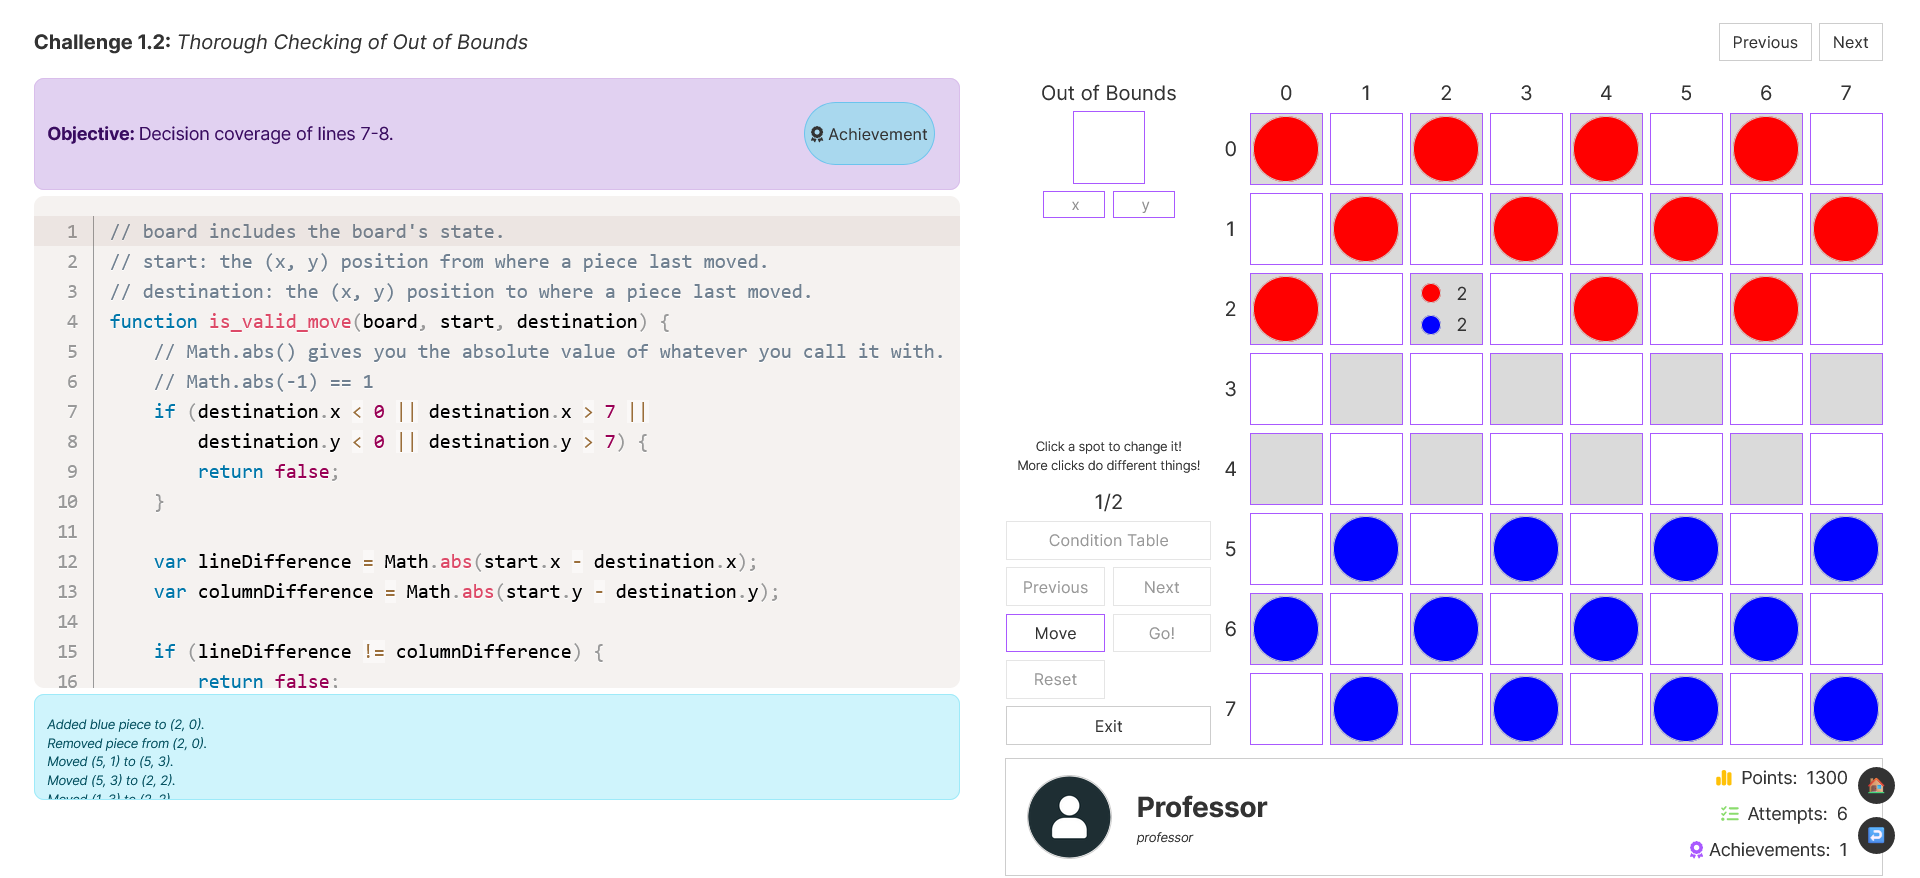 Challenge 1.2: Thorough Checking of Out of Bounds
Previous
Next
Objective: Decision coverage of lines 7-8.
Achievement
1 // board includes the board's state.
2 // start: the (x, y) position from where a piece last moved.
3 // destination: the (x, y) position to where a piece last moved.
4 function is_valid_move(board, start, destination) {
5 // Math.abs() gives you the absolute value of whatever you call it with.
6 // Math.abs(-1) == 1
7 if (destination.x < 0 || destination.x > 7 ||
8 destination.y < 0 || destination.y > 7) {
9 return false;
10 }
11
12 var lineDifference = Math.abs(start.x - destination.x);
13 var columnDifference = Math.abs(start.y - destination.y);
14
15 if (lineDifference != columnDifference) {
16 return false;
Added blue piece to (2, 0).
Removed piece from (2, 0).
Moved (5, 1) to (5, 3).
Moved (5, 3) to (2, 2).
Moved (1, 3) to (2, 2).
Out of Bounds
x y
Click a spot to change it!
More clicks do different things!
1/2
Condition Table
Previous
Next
Move
Go!
Reset
Exit
0 1 2 3 4 5 6 7
0
1
2
2
2
3
4
5
6
7
Professor
professor
Points: 1300
Attempts: 6
Achievements: 1